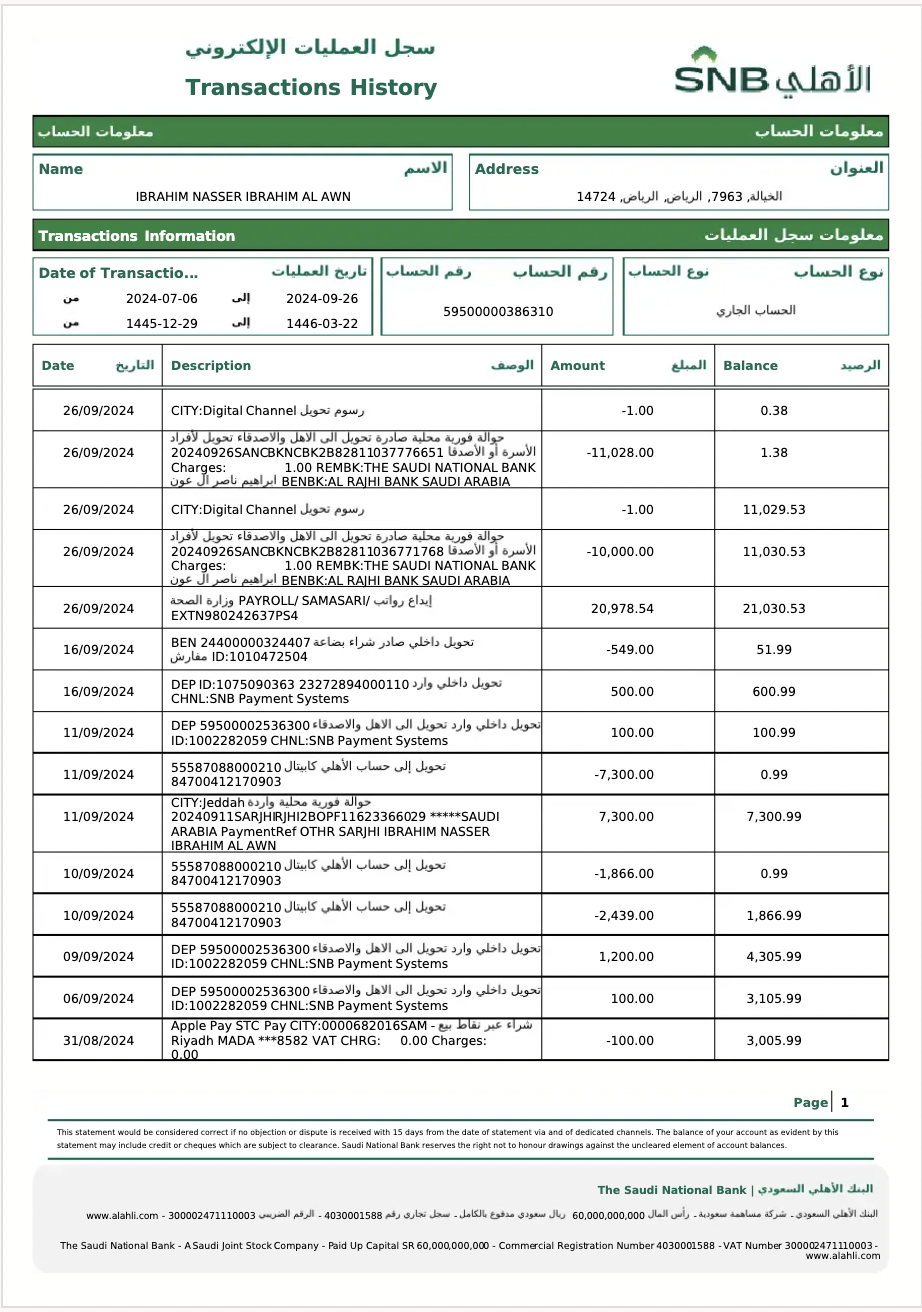 سجل العمليات الإلكتروني
Transactions History
SNB الأهلي
معلومات الحساب معلومات الحساب
Name الاسم
IBRAHIM NASSER IBRAHIM AL AWN
Address العنوان
الخيالة, 7963, الرياض, الرياض, 14724
Transactions Information معلومات سجل العمليات
Date of Transactio... تاريخ العمليات
من 2024-07-06 إلى 2024-09-26
من 1445-12-29 إلى 1446-03-22
رقم الحساب رقم الحساب
59500000386310
نوع الحساب نوع الحساب
الحساب الجاري
Date التاريخ Description الوصف Amount المبلغ Balance الرصيد
26/09/2024 CITY:Digital Channel رسوم تحويل -1.00 0.38
حوالة فورية محلية صادرة تحويل الى الاهل والاصدقاء تحويل لأفراد
20240926SANCBKNCBK2B82811037776651 الأسرة أو الأصدقا
26/09/2024 -11,028.00 1.38
Charges: 1.00 REMBK:THE SAUDI NATIONAL BANK
ابراهيم ناصر ال عون BENBK:AL RAJHI BANK SAUDI ARABIA
26/09/2024 CITY:Digital Channel رسوم تحويل -1.00 11,029.53
حوالة فورية محلية صادرة تحويل الى الاهل والاصدقاء تحويل لأفراد
20240926SANCBKNCBK2B82811036771768 الأسرة أو الأصدقا
26/09/2024 -10,000.00 11,030.53
Charges: 1.00 REMBK:THE SAUDI NATIONAL BANK
ابراهيم ناصر ال عون BENBK:AL RAJHI BANK SAUDI ARABIA
إيداع رواتب PAYROLL/ SAMASARI/ وزارة الصحة
26/09/2024 20,978.54 21,030.53
EXTN980242637PS4
BEN 24400000324407 تحويل داخلي صادر شراء بضاعة
16/09/2024 -549.00 51.99
مفارش ID:1010472504
DEP ID:1075090363 23272894000110 تحويل داخلي وارد
16/09/2024 500.00 600.99
CHNL:SNB Payment Systems
DEP 59500002536300 تحويل داخلي وارد تحويل الى الاهل والاصدقاء
11/09/2024 100.00 100.99
ID:1002282059 CHNL:SNB Payment Systems
55587088000210 تحويل إلى حساب الأهلي كابيتال
11/09/2024 -7,300.00 0.99
84700412170903
CITY:Jeddah حوالة فورية محلية واردة
20240911SARJHIRJHI2BOPF11623366029 *****SAUDI
11/09/2024 7,300.00 7,300.99
ARABIA PaymentRef OTHR SARJHI IBRAHIM NASSER
IBRAHIM AL AWN
55587088000210 تحويل إلى حساب الأهلي كابيتال
10/09/2024 -1,866.00 0.99
84700412170903
55587088000210 تحويل إلى حساب الأهلي كابيتال
10/09/2024 -2,439.00 1,866.99
84700412170903
DEP 59500002536300 تحويل داخلي وارد تحويل الى الاهل والاصدقاء
09/09/2024 1,200.00 4,305.99
ID:1002282059 CHNL:SNB Payment Systems
DEP 59500002536300 تحويل داخلي وارد تحويل الى الاهل والاصدقاء
06/09/2024 100.00 3,105.99
ID:1002282059 CHNL:SNB Payment Systems
Apple Pay STC Pay CITY:0000682016SAM - شراء عبر نقاط بيع
31/08/2024 Riyadh MADA ***8582 VAT CHRG: 0.00 Charges: -100.00 3,005.99
0.00
Page 1
This statement would be considered correct if no objection or dispute is received with 15 days from the date of statement via and of dedicated channels. The balance of your account as evident by this
statement may include credit or cheques which are subject to clearance. Saudi National Bank reserves the right not to honour drawings against the uncleared element of account balances.
The Saudi National Bank | البنك الأهلي السعودي
البنك الأهلي السعودي - شركة مساهمة سعودية - رأس المال 60,000,000,000 ريال سعودي مدفوع بالكامل - سجل تجاري رقم 4030001588 - الرقم الضريبي 300002471110003 - www.alahli.com
The Saudi National Bank - A Saudi Joint Stock Company - Paid Up Capital SR 60,000,000,000 - Commercial Registration Number 4030001588 - VAT Number 300002471110003 -
www.alahli.com